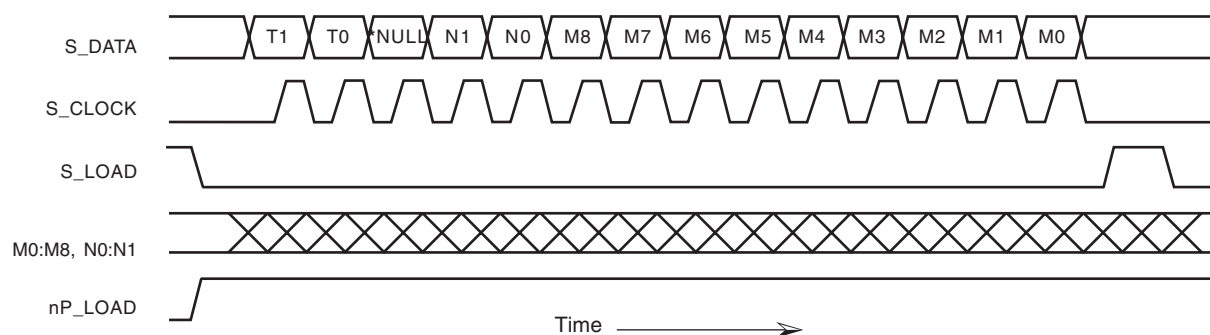 S_DATA T1 T0 *NULL N1 N0 M8 M7 M6 M5 M4 M3 M2 M1 M0
S_CLOCK
S_LOAD
M0:M8, N0:N1
nP_LOAD
Time